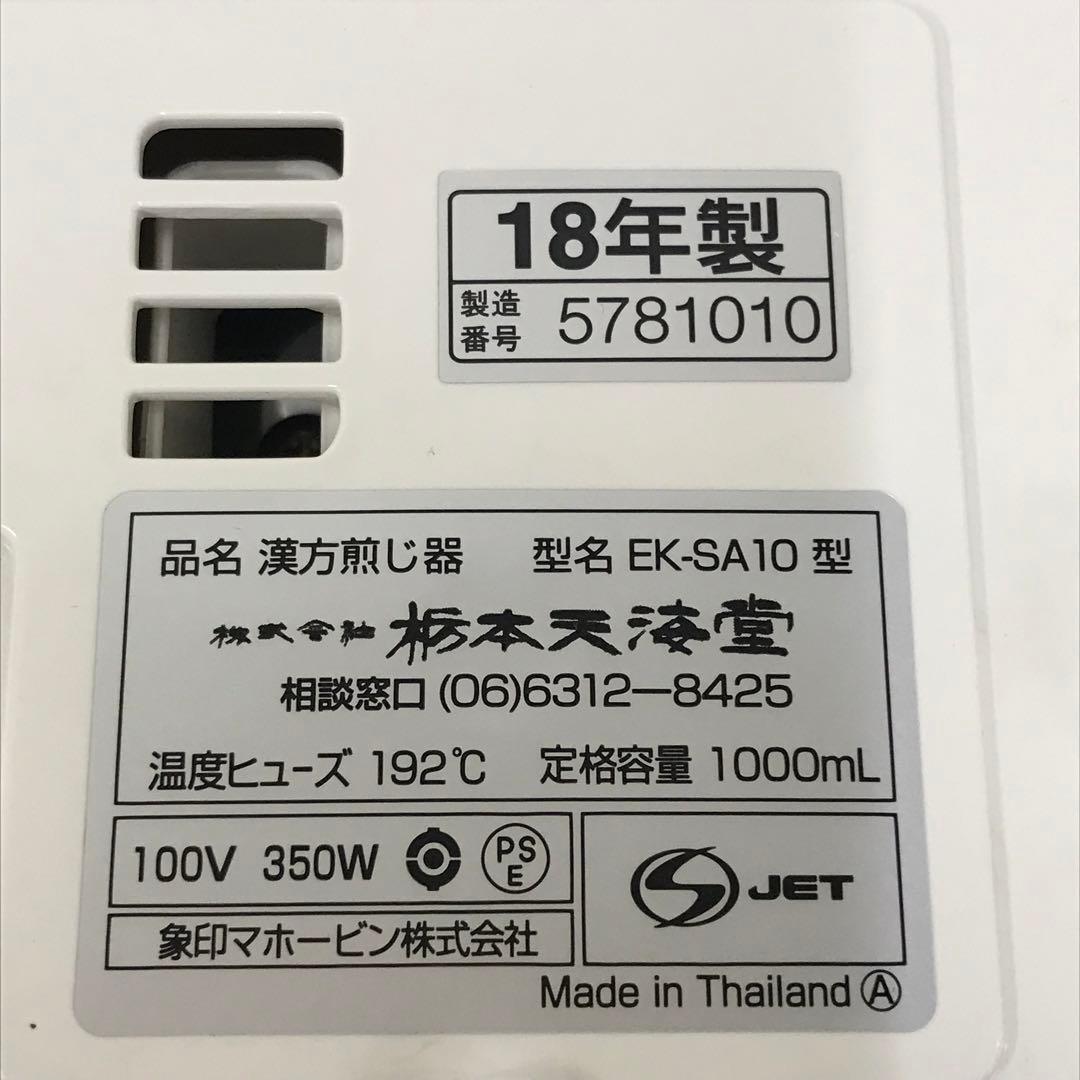 18年製
製造番号 5781010
品名 漢方煎じ器 型名 EK-SA10 型
株式会社 栃本天海堂
相談窓口 (06)6312―8425
温度ヒューズ 192℃ 定格容量 1000mL
100V 350W PSE
S JET
象印マホービン株式会社
Made in Thailand Ⓐ